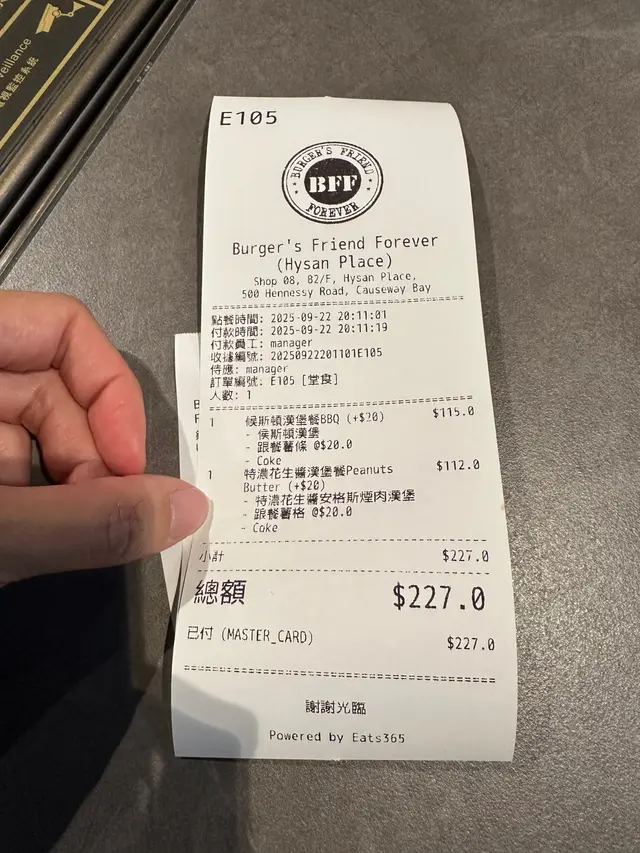 veillance
視監控系統
E105
BURGER'S FRIEND
BFF
FOREVER
Burger's Friend Forever
(Hysan Place)
Shop 08, B2/F, Hysan Place,
500 Hennessy Road, Causeway Bay
點餐時間: 2025-09-22 20:11:01
付款時間: 2025-09-22 20:11:19
付款員工: manager
收據編號: 20250922201101E105
侍應: manager
訂單編號: E105 [堂食]
人數: 1
1 候斯頓漢堡餐BBQ (+$20) $115.0
- 候斯頓漢堡
- 跟餐薯條 @$20.0
- Coke
1 特濃花生醬漢堡餐Peanuts $112.0
Butter (+$20)
- 特濃花生醬安格斯煙肉漢堡
- 跟餐薯格 @$20.0
- Coke
小計 $227.0
總額 $227.0
已付 (MASTER_CARD) $227.0
謝謝光臨
Powered by Eats365